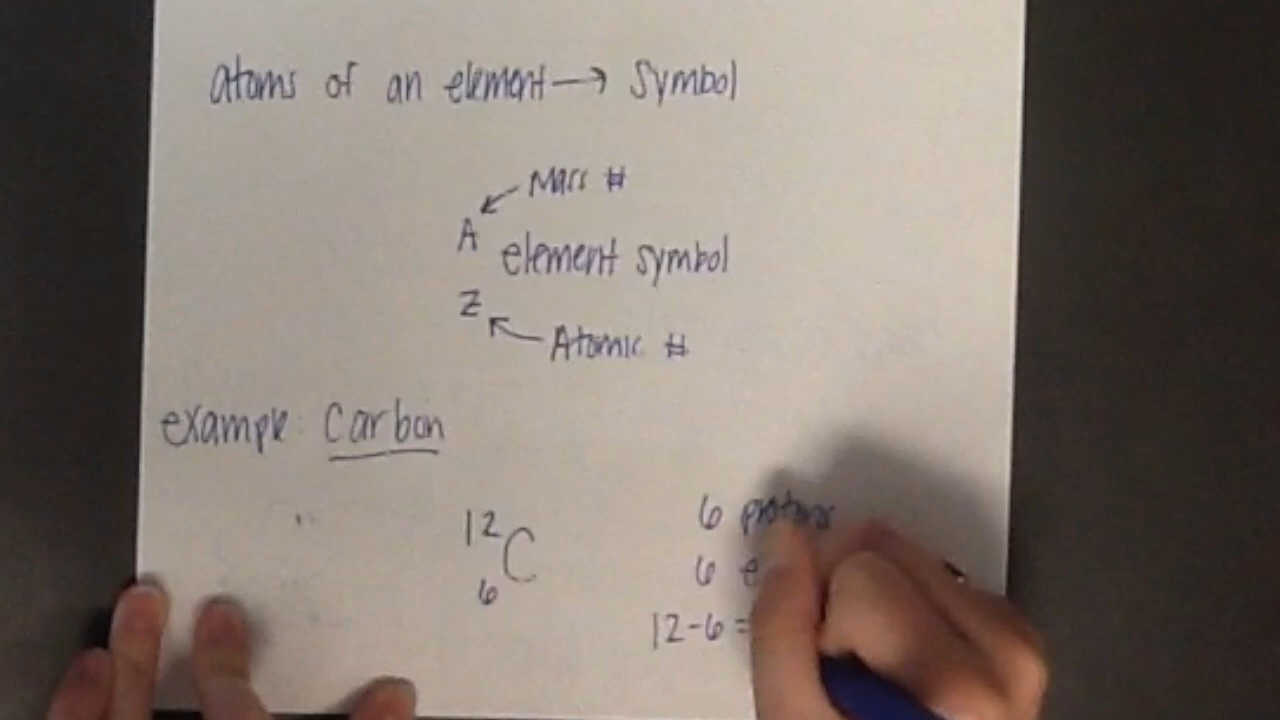 atoms of an element → symbol
Mass #
A
element symbol
Z
Atomic #
example: Carbon
12
C
6
6 protons
6 e
12-6 =